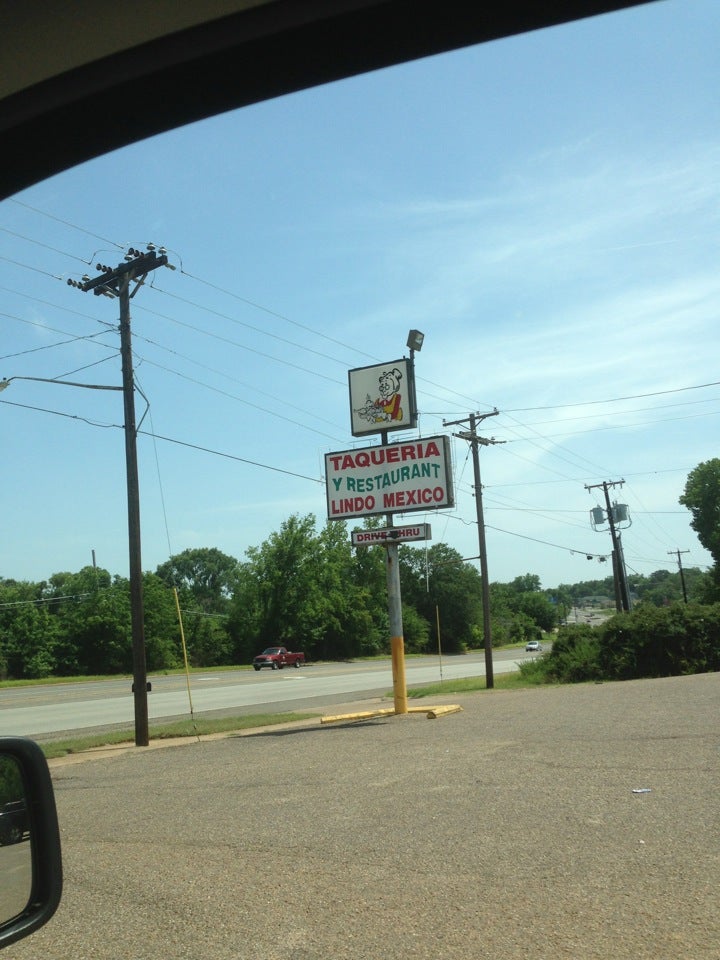 TAQUERIA
Y RESTAURANT
LINDO MEXICO
DRIVE THRU